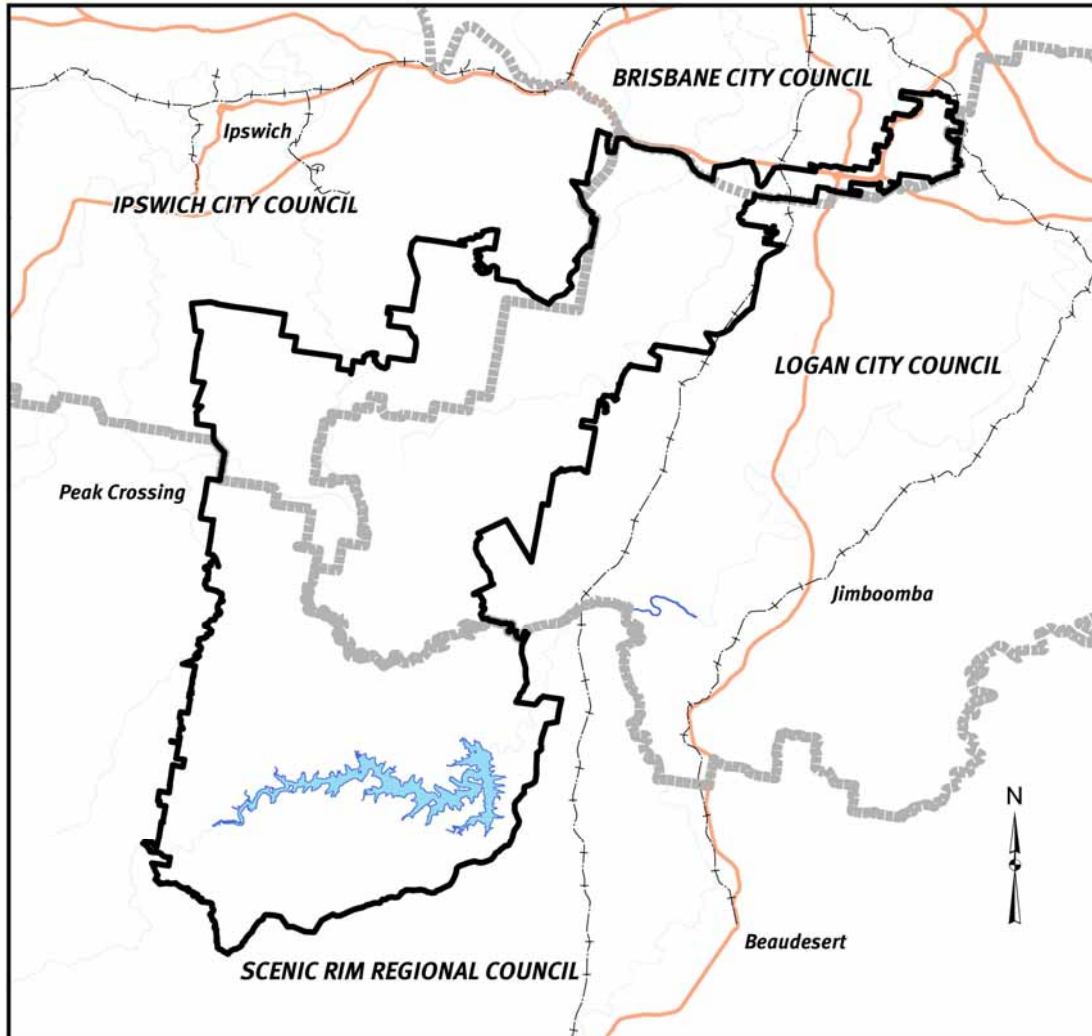 BRISBANE CITY COUNCIL
Ipswich
IPSWICH CITY COUNCIL
LOGAN CITY COUNCIL
Peak Crossing
Jimboomba
N
Beaudesert
SCENIC RIM REGIONAL COUNCIL